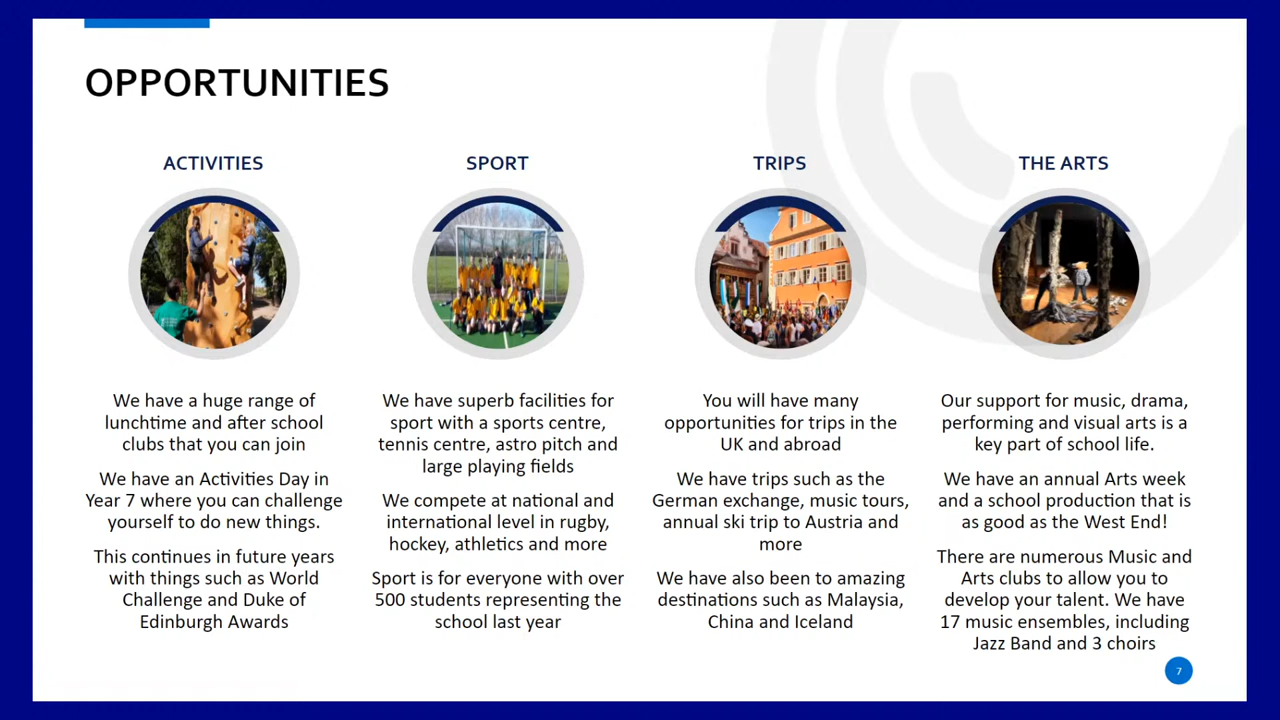 OPPORTUNITIES
ACTIVITIES
We have a huge range of
lunchtime and after school
clubs that you can join
We have an Activities Day in
Year 7 where you can challenge
yourself to do new things.
This continues in future years
with things such as World
Challenge and Duke of
Edinburgh Awards
SPORT
We have superb facilities for
sport with a sports centre,
tennis centre, astro pitch and
large playing fields
We compete at national and
international level in rugby,
hockey, athletics and more
Sport is for everyone with over
500 students representing the
school last year
TRIPS
You will have many
opportunities for trips in the
UK and abroad
We have trips such as the
German exchange, music tours,
annual ski trip to Austria and
more
We have also been to amazing
destinations such as Malaysia,
China and Iceland
THE ARTS
Our support for music, drama,
performing and visual arts is a
key part of school life.
We have an annual Arts week
and a school production that is
as good as the West End!
There are numerous Music and
Arts clubs to allow you to
develop your talent. We have
17 music ensembles, including
Jazz Band and 3 choirs
7